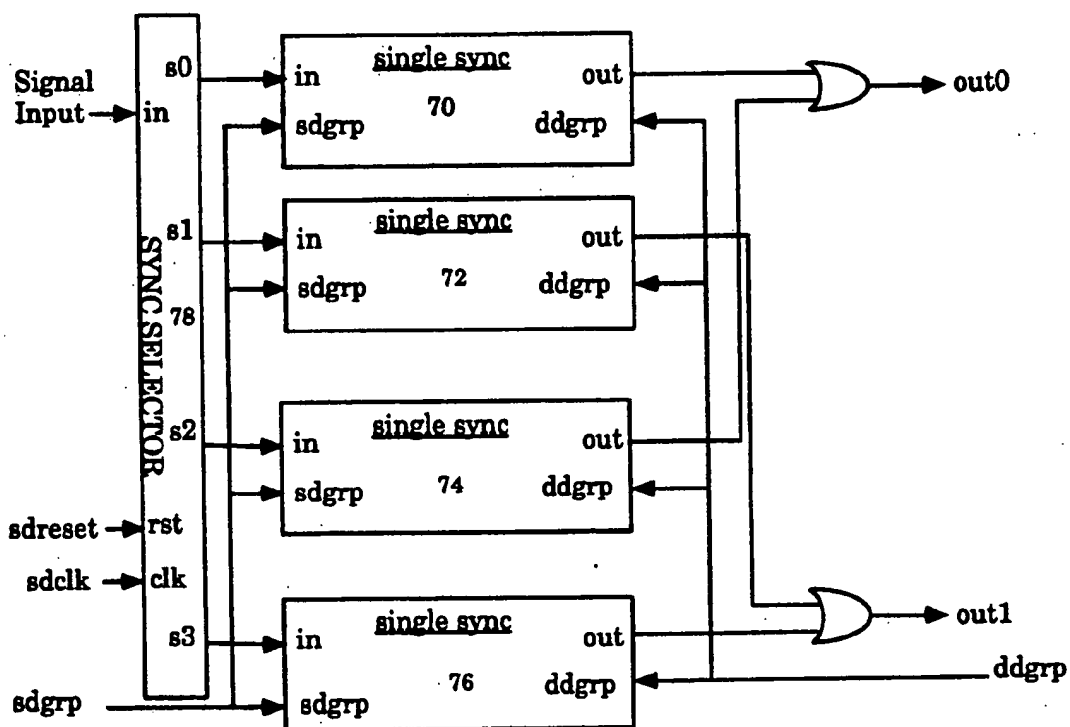 Signal
Input
in
s0
s1
SYNC SELECTOR
78
s2
sdreset
rst
sdclk
clk
s3
sdgrp
single sync
in
out
70
sdgrp
ddgrp
single sync
in
out
72
sdgrp
ddgrp
single sync
in
out
74
sdgrp
ddgrp
single sync
in
out
76
sdgrp
ddgrp
out0
out1
ddgrp